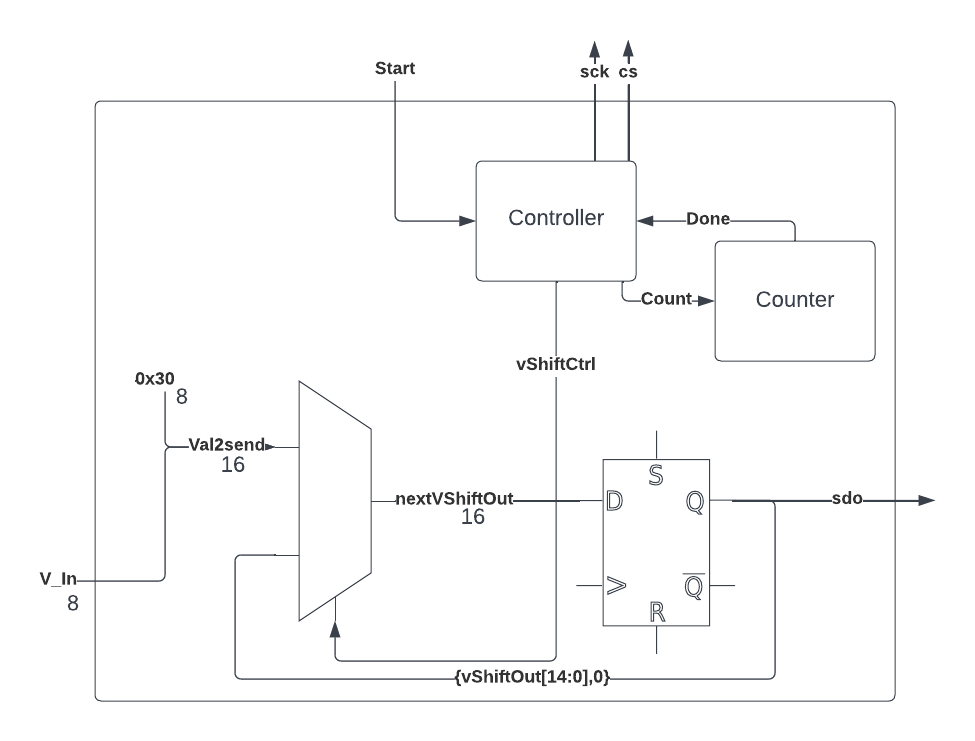 Start
sck
cs
Controller
Done
Count
Counter
vShiftCtrl
0x30
8
Val2send
16
nextVShiftOut
16
S
D
Q
sdo
V_In
8
>
Q̅
R
{vShiftOut[14:0],0}